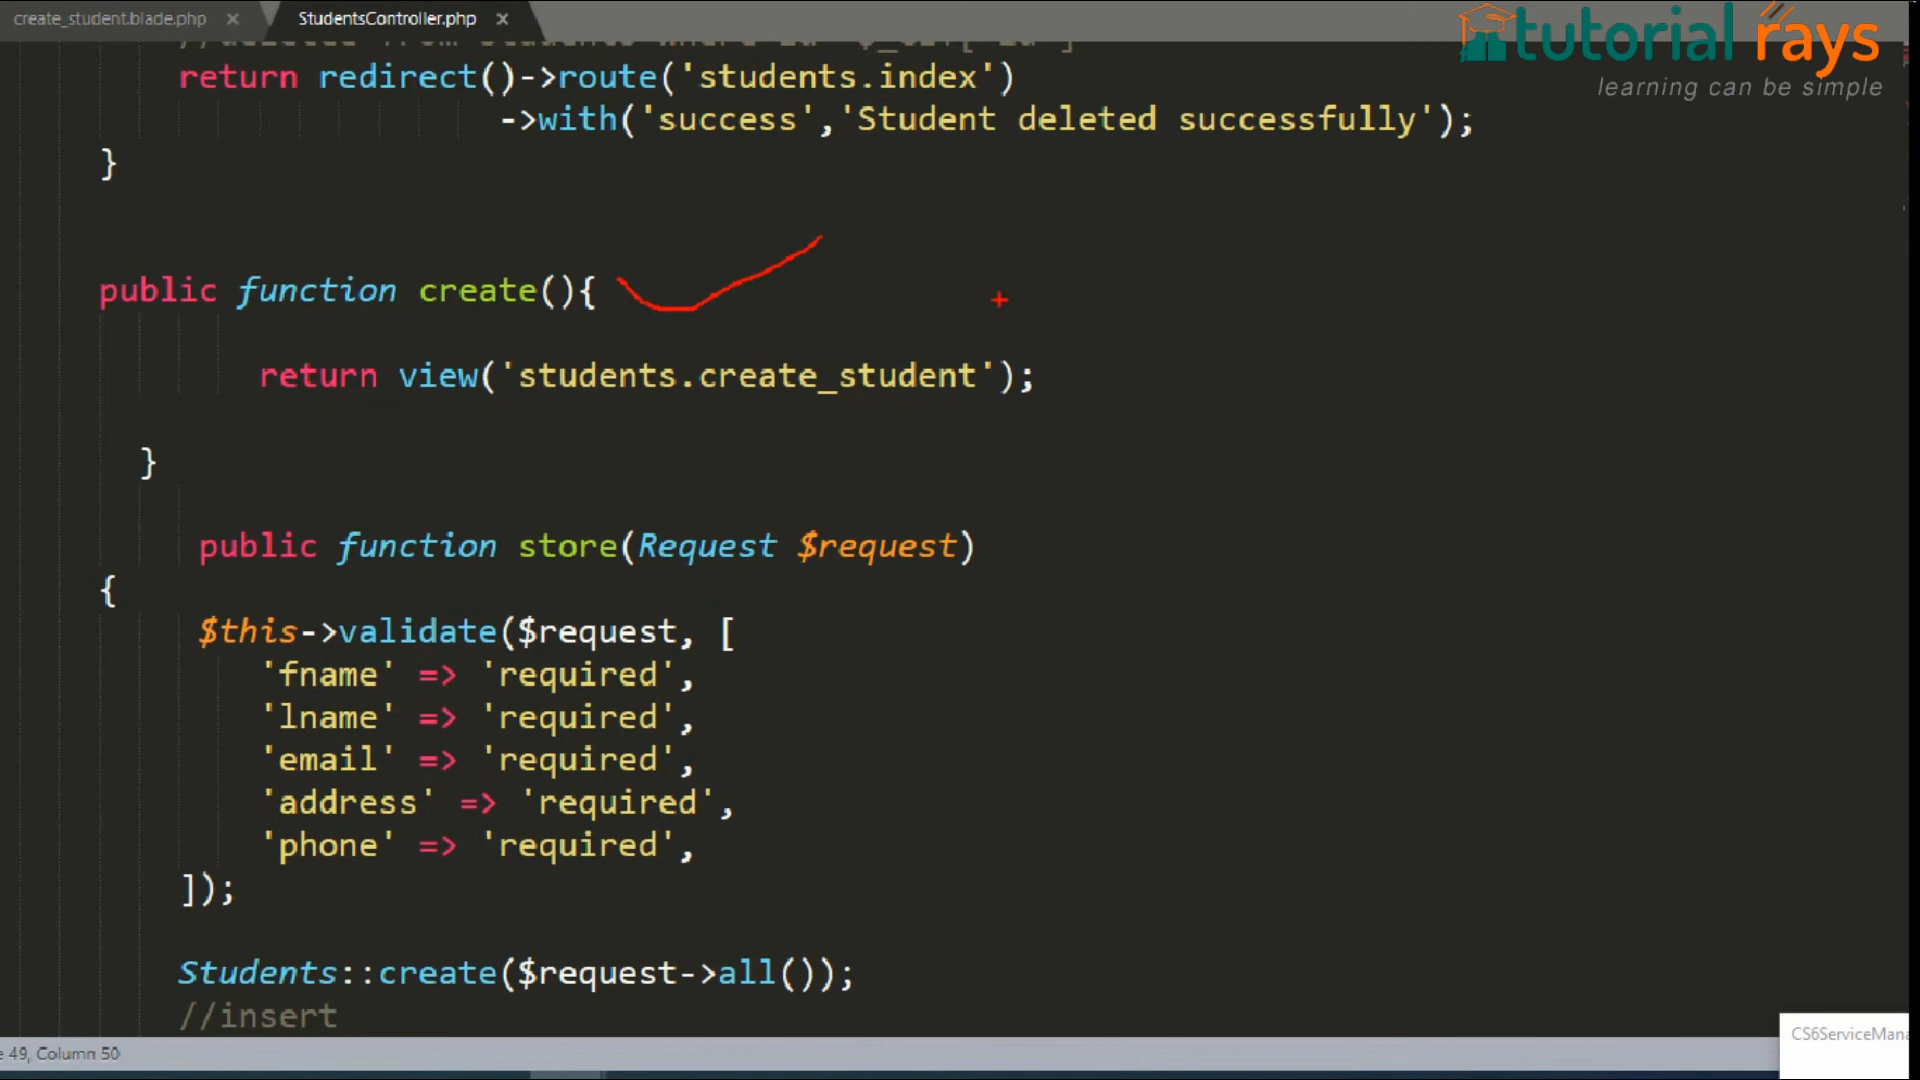 create_student.blade.php × StudentsController.php ×
tutorial rays
learning can be simple
return redirect()->route('students.index')
->with('success','Student deleted successfully');
}
public function create(){
return view('students.create_student');
}
public function store(Request $request)
{
$this->validate($request, [
'fname' => 'required',
'lname' => 'required',
'email' => 'required',
'address' => 'required',
'phone' => 'required',
]);
Students::create($request->all());
//insert
49, Column 50
CS6ServiceMana